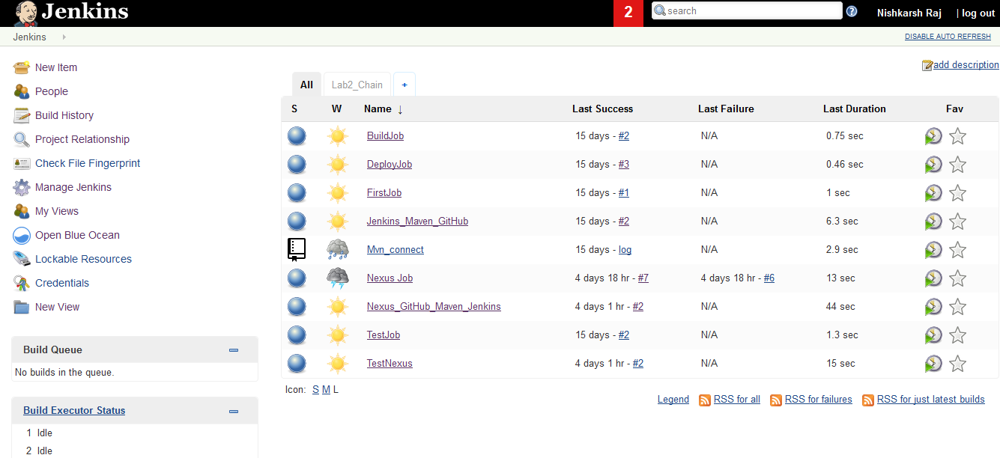 Jenkins 2 search Nishkarsh Raj | log out
Jenkins DISABLE AUTO REFRESH
New Item
People
Build History
Project Relationship
Check File Fingerprint
Manage Jenkins
My Views
Open Blue Ocean
Lockable Resources
Credentials
New View
Build Queue
No builds in the queue.
Build Executor Status
1 Idle
2 Idle
add description
All Lab2_Chain +
S W Name ↓ Last Success Last Failure Last Duration Fav
BuildJob 15 days - #2 N/A 0.75 sec
DeployJob 15 days - #3 N/A 0.46 sec
FirstJob 15 days - #1 N/A 1 sec
Jenkins_Maven_GitHub 15 days - #2 N/A 6.3 sec
Mvn_connect 15 days - log N/A 2.9 sec
Nexus Job 4 days 18 hr - #7 4 days 18 hr - #6 13 sec
Nexus_GitHub_Maven_Jenkins 4 days 1 hr - #2 N/A 44 sec
TestJob 15 days - #2 N/A 1.3 sec
TestNexus 4 days 1 hr - #2 N/A 15 sec
Icon: S M L
Legend RSS for all RSS for failures RSS for just latest builds